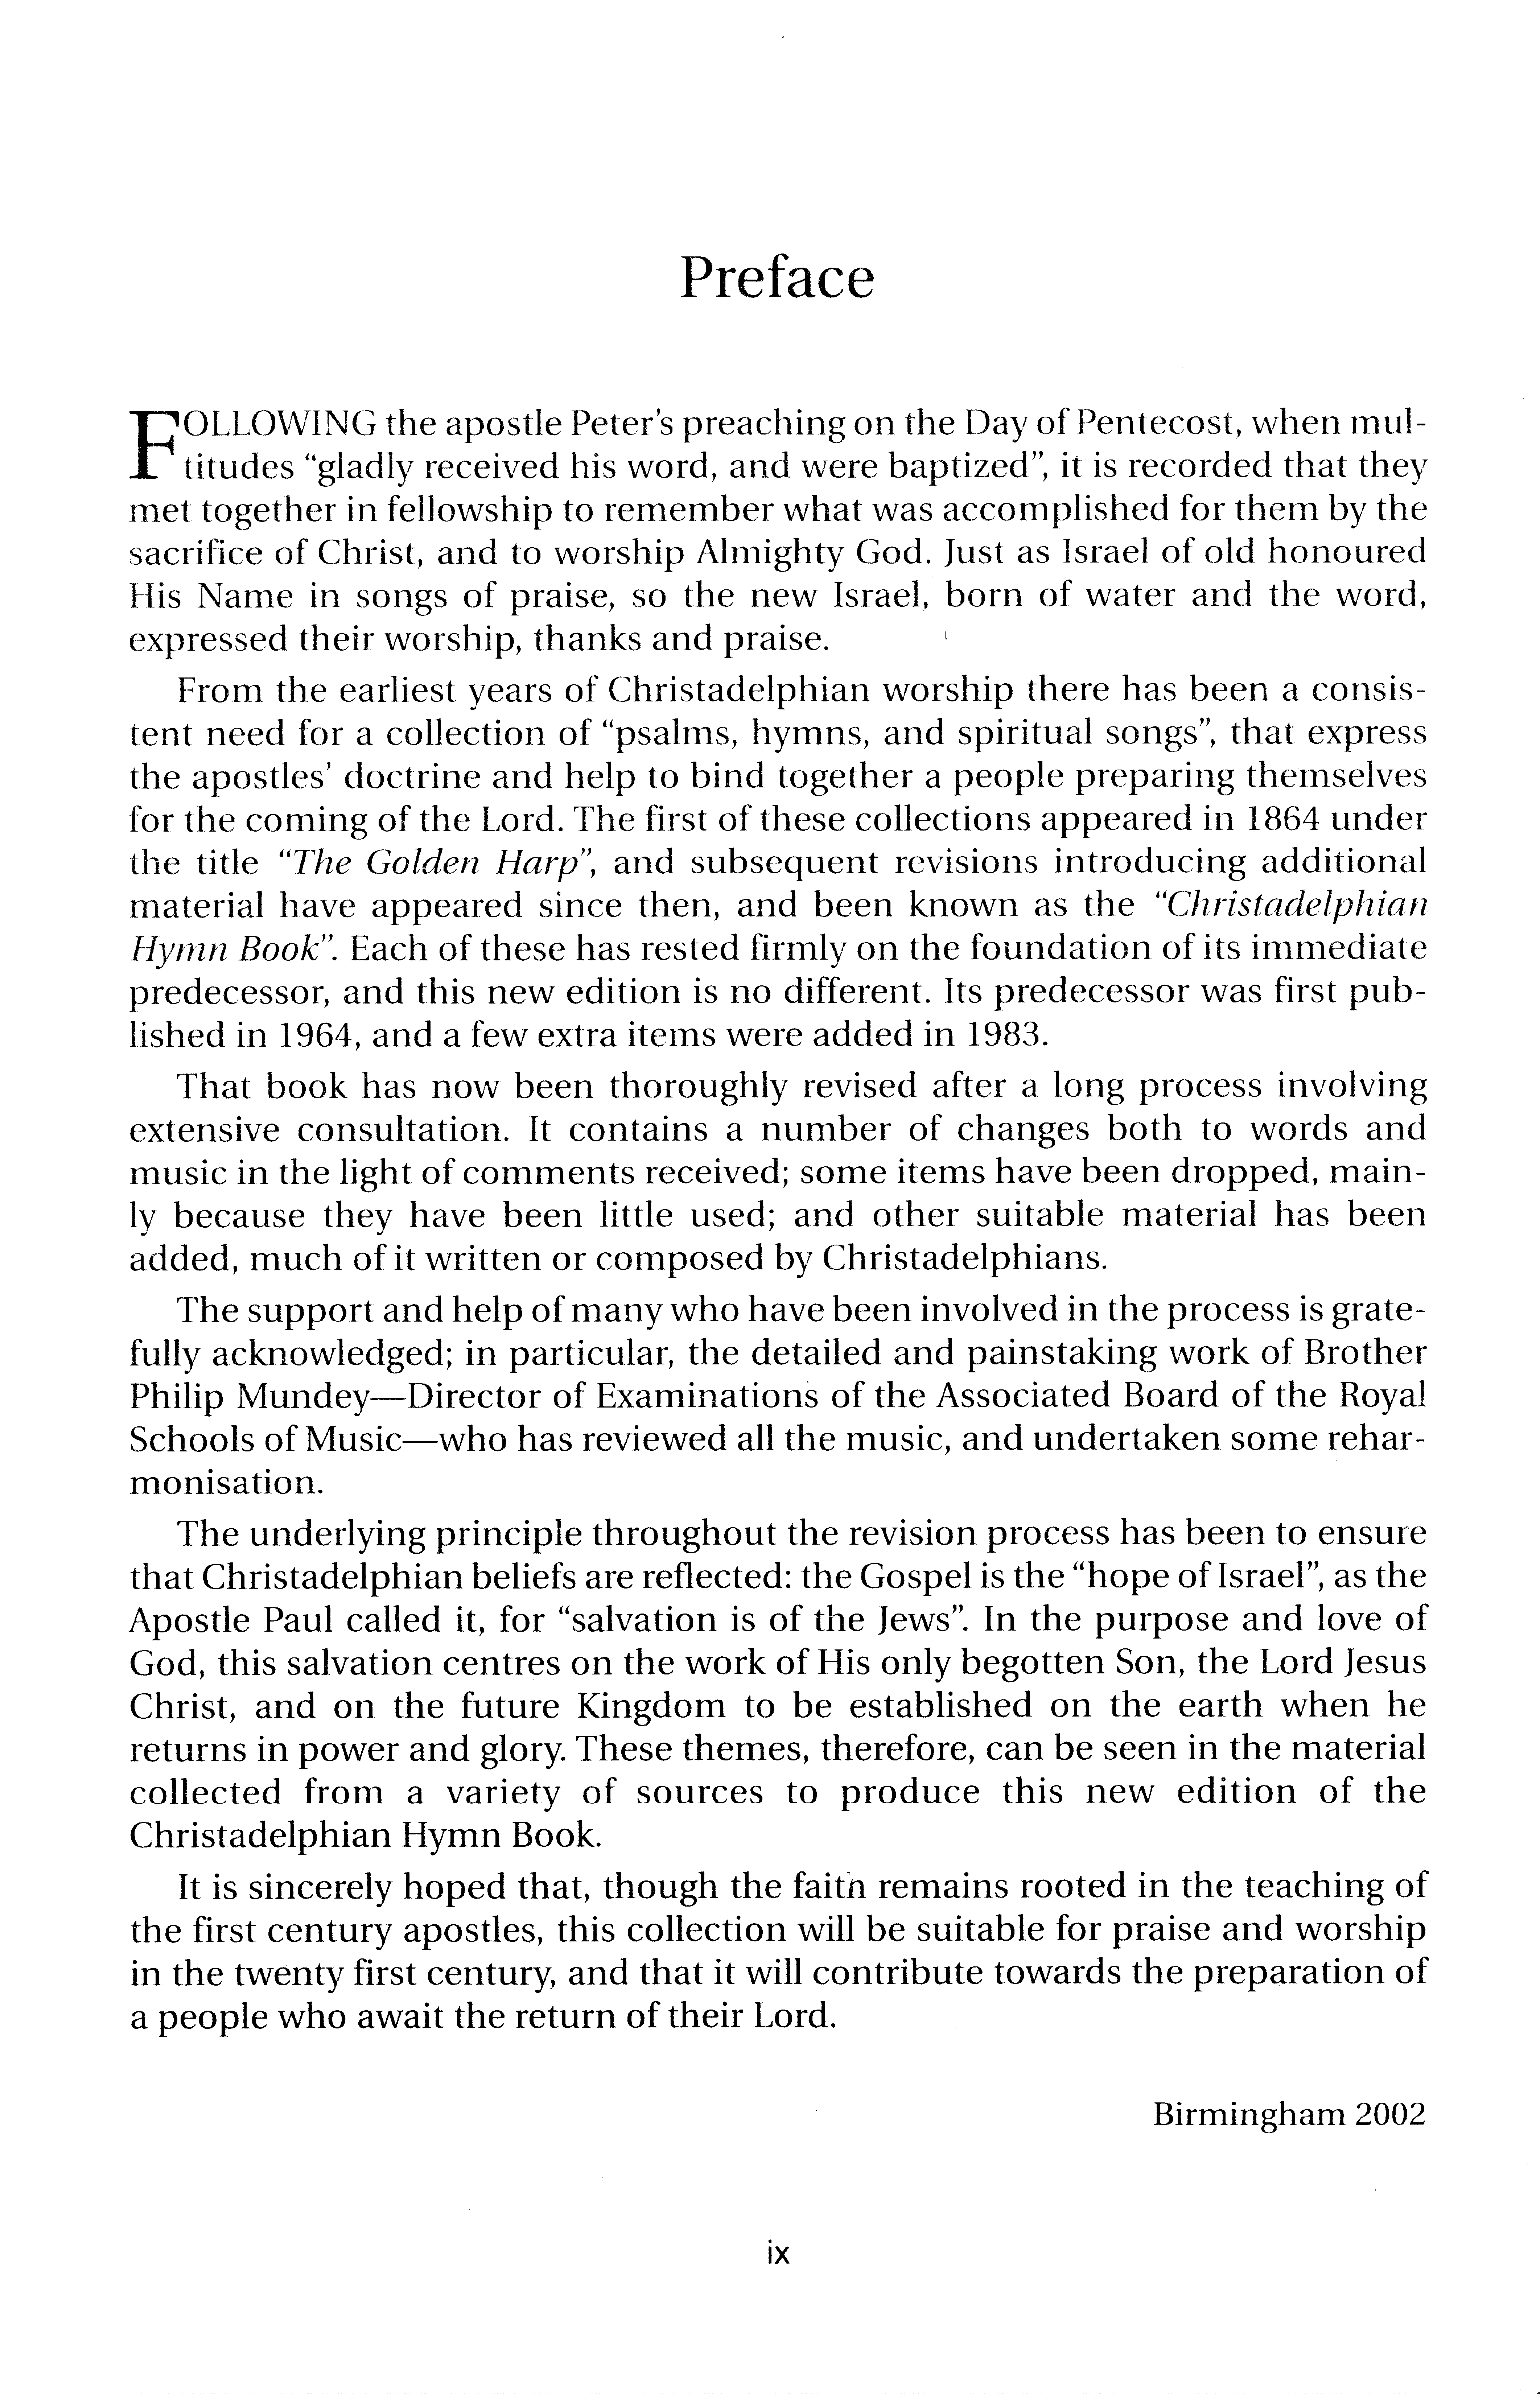 Preface
FOLLOWING the apostle Peter's preaching on the Day of Pentecost, when mul-
titudes “gladly received his word, and were baptized”, it is recorded that they
met together in fellowship to remember what was accomplished for them by the
sacrifice of Christ, and to worship Almighty God. Just as Israel of old honoured
His Name in songs of praise, so the new Israel, born of water and the word,
expressed their worship, thanks and praise.
From the earliest years of Christadelphian worship there has been a consis-
tent need for a collection of “psalms, hymns, and spiritual songs”, that express
the apostles' doctrine and help to bind together a people preparing themselves
for the coming of the Lord. The first of these collections appeared in 1864 under
the title “The Golden Harp”, and subsequent revisions introducing additional
material have appeared since then, and been known as the “Christadelphian
Hymn Book”. Each of these has rested firmly on the foundation of its immediate
predecessor, and this new edition is no different. Its predecessor was first pub-
lished in 1964, and a few extra items were added in 1983.
That book has now been thoroughly revised after a long process involving
extensive consultation. It contains a number of changes both to words and
music in the light of comments received; some items have been dropped, main-
ly because they have been little used; and other suitable material has been
added, much of it written or composed by Christadelphians.
The support and help of many who have been involved in the process is grate-
fully acknowledged; in particular, the detailed and painstaking work of Brother
Philip Mundey—Director of Examinations of the Associated Board of the Royal
Schools of Music—who has reviewed all the music, and undertaken some rehar-
monisation.
The underlying principle throughout the revision process has been to ensure
that Christadelphian beliefs are reflected: the Gospel is the “hope of Israel”, as the
Apostle Paul called it, for “salvation is of the Jews”. In the purpose and love of
God, this salvation centres on the work of His only begotten Son, the Lord Jesus
Christ, and on the future Kingdom to be established on the earth when he
returns in power and glory. These themes, therefore, can be seen in the material
collected from a variety of sources to produce this new edition of the
Christadelphian Hymn Book.
It is sincerely hoped that, though the faith remains rooted in the teaching of
the first century apostles, this collection will be suitable for praise and worship
in the twenty first century, and that it will contribute towards the preparation of
a people who await the return of their Lord.
Birmingham 2002
ix